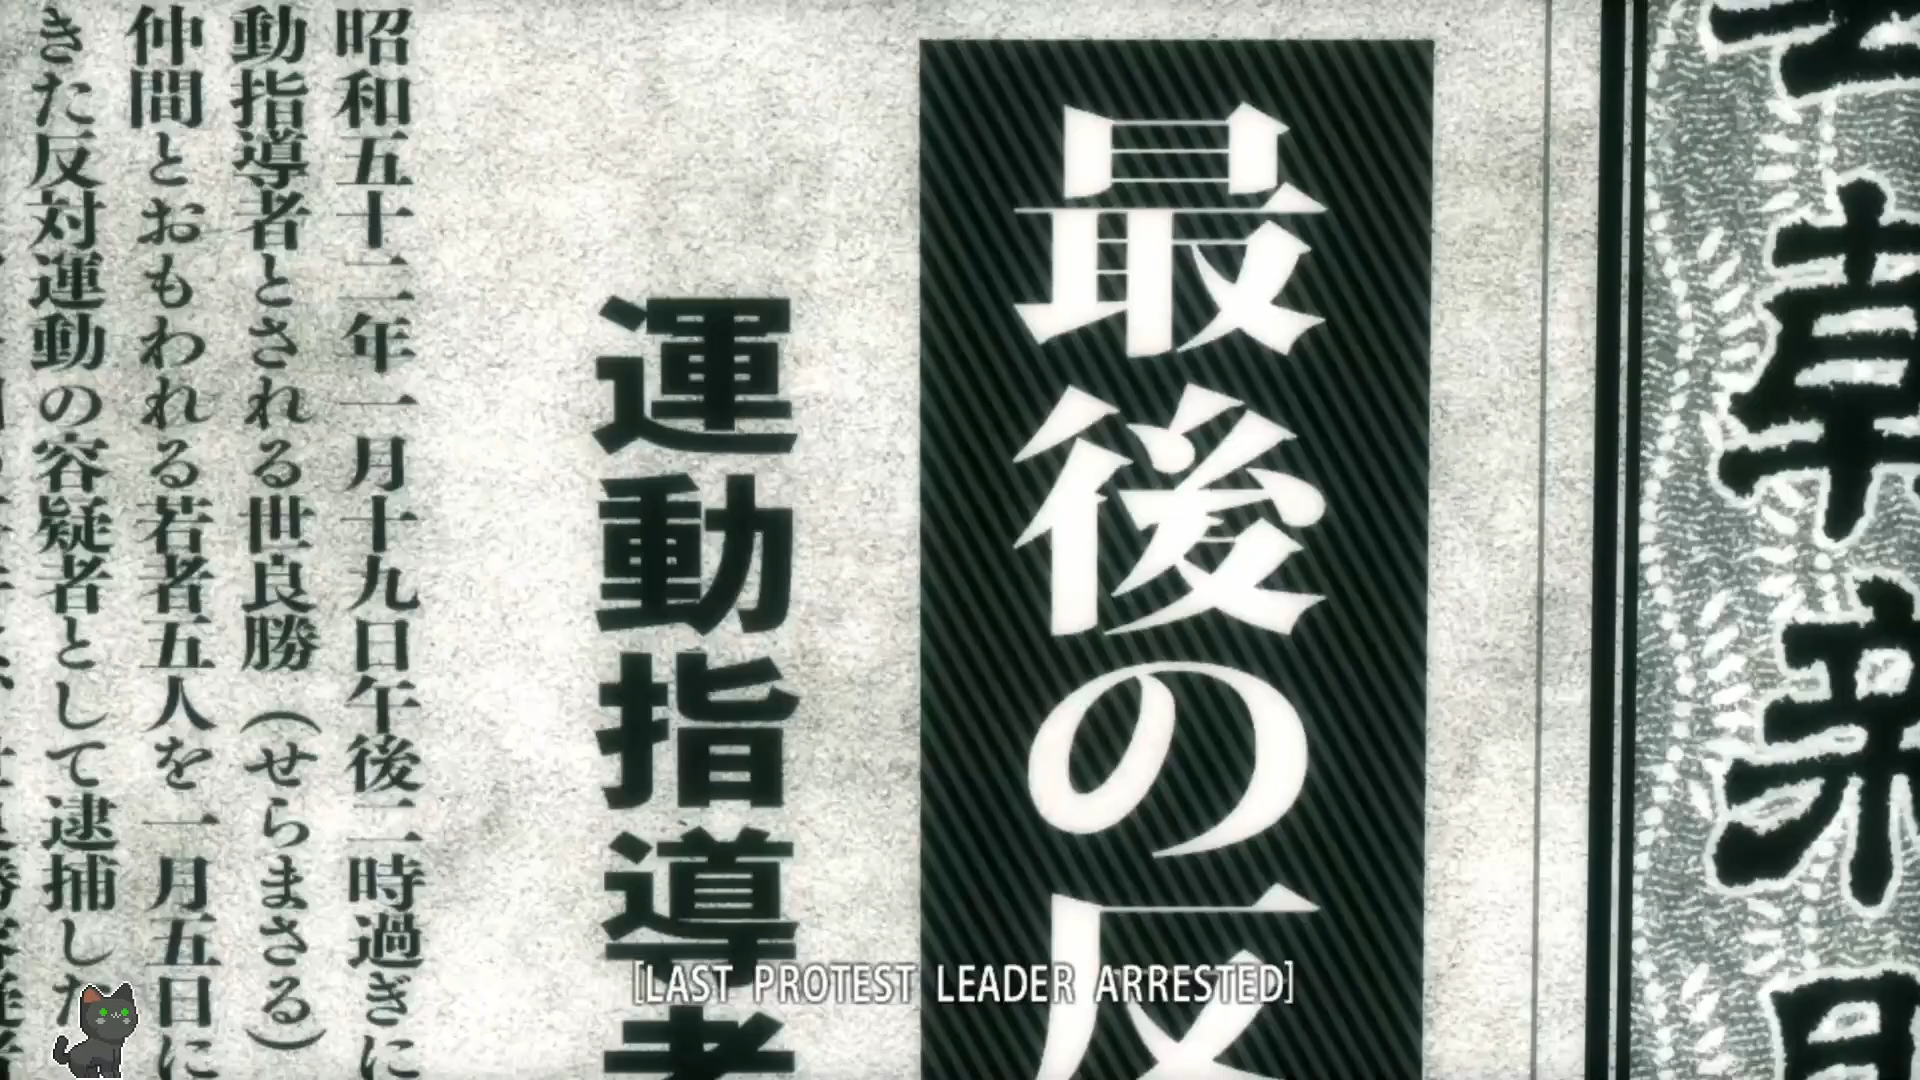 最後の反
運動指導者
昭和五十二年一月十九日午後二時過ぎに
動指導者とされる世良勝（せらまさる）
仲間とおもわれる若者五人を一月五日に
きた反対運動の容疑者として逮捕した
[LAST PROTEST LEADER ARRESTED]